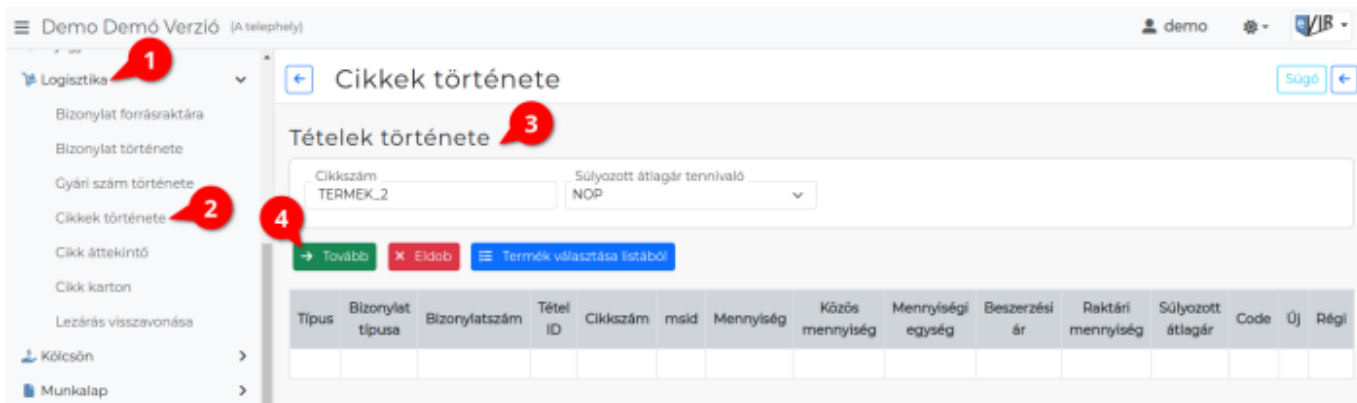 Demo Demó Verzió (A telephely)
demo
eVIR
1
Logisztika
Bizonylat forrásraktára
Bizonylat története
Gyári szám története
Cikkek története
2
Cikk áttekintő
Cikk karton
Lezárás visszavonása
Kölcsön
Munkalap
Cikkek története
Súgó
Tételek története
3
Cikkszám
TERMEK_2
Súlyozott átlagár tennivaló
NOP
4
Tovább
Eldob
Termék választása listából
Típus
Bizonylat típusa
Bizonylatszám
Tétel ID
Cikkszám
msid
Mennyiség
Közös mennyiség
Mennyiségi egység
Beszerzési ár
Raktári mennyiség
Súlyozott átlagár
Code
Új
Régi